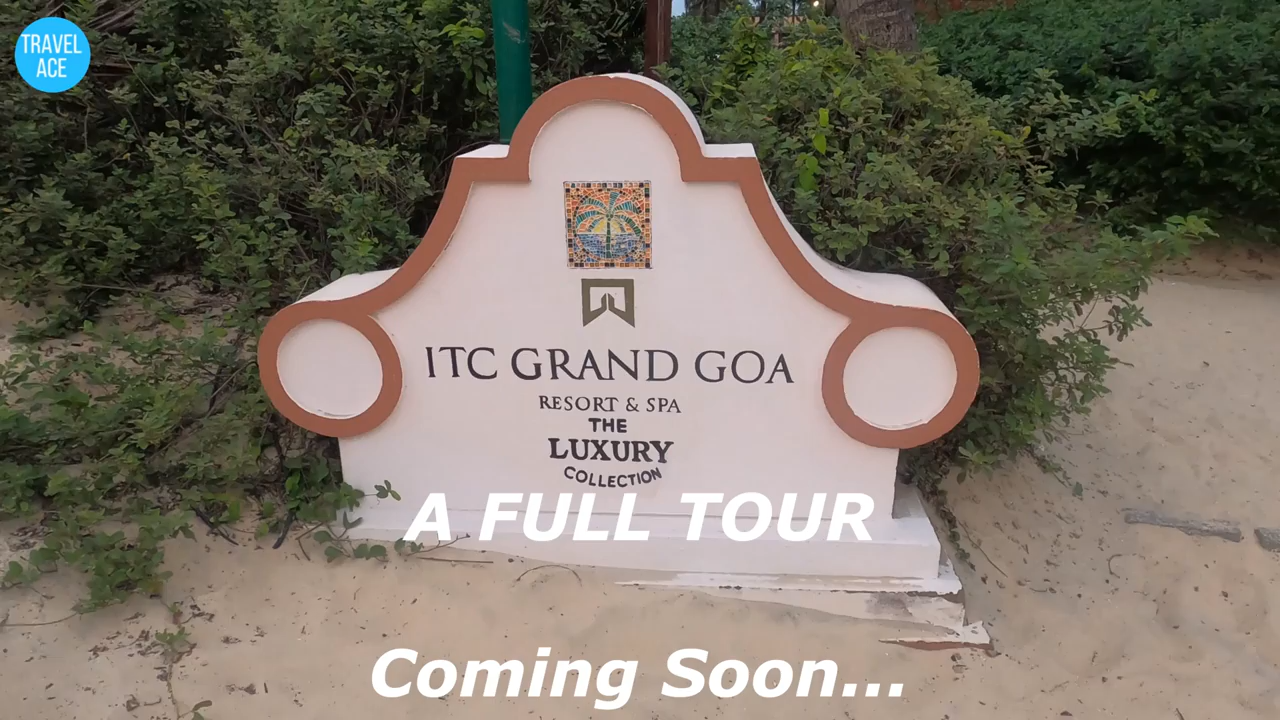 TRAVEL
ACE
ITC GRAND GOA
RESORT & SPA
THE
LUXURY
COLLECTION
A FULL TOUR
Coming Soon...